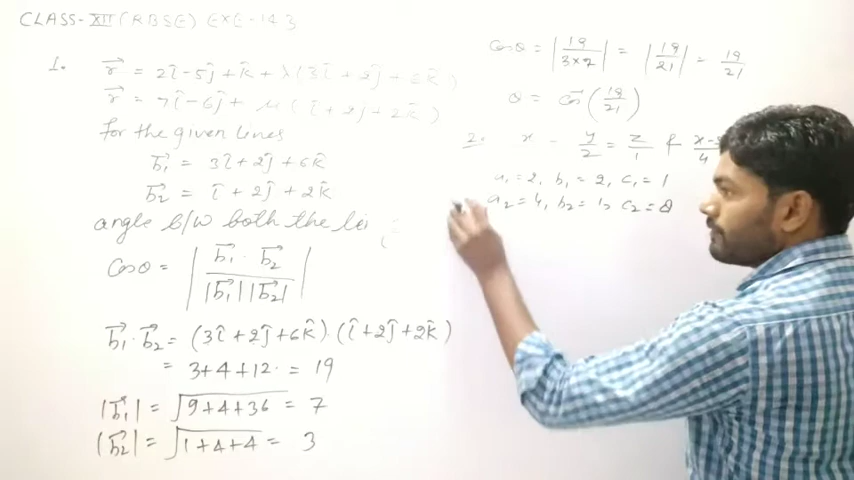 CLASS-XII (RBSE) EXE-14.3
1. r⃗ = 2î-5ĵ+k̂+λ(3î+2ĵ+6k̂)
r⃗ = 7î-6ĵ+ μ(î+2ĵ+2k̂)
for the given lines
b⃗₁ = 3î+2ĵ+6k̂
b⃗₂ = î+2ĵ+2k̂
angle b/w both the
Cosθ = | b⃗₁ · b⃗₂ / |b⃗₁| |b⃗₂| |
b⃗₁ · b⃗₂ = (3î+2ĵ+6k̂).(î+2ĵ+2k̂)
= 3+4+12 = 19
|b⃗₁| = √9+4+36 = 7
|b⃗₂| = √1+4+4 = 3
Cosθ = |19/3×7| = |19/21| = 19/21
θ = cos⁻(19/21)
2. x - y/2 = z/1 & x-5/4
a₁=2, b₁=2, c₁=1
a₂=4, b₂=1, c₂=8